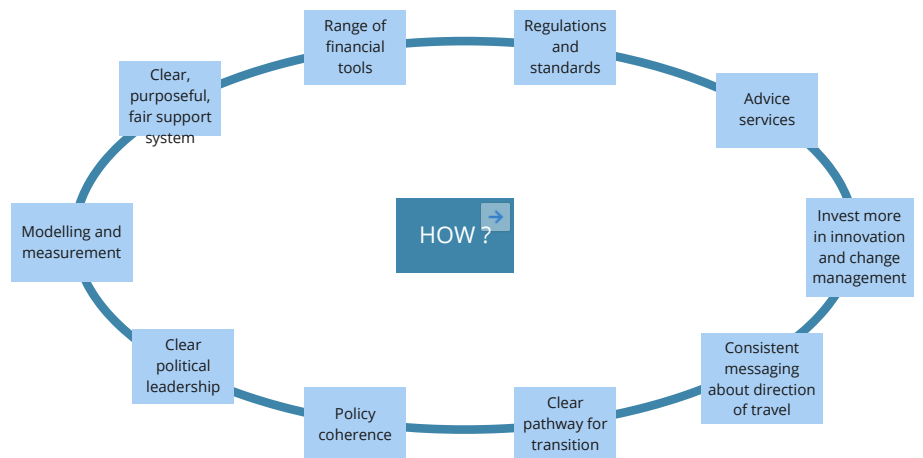 Range of
financial
tools
Regulations
and
standards
Advice
services
Invest more
in innovation
and change
management
Consistent
messaging
about direction
of travel
Clear
pathway for
transition
Policy
coherence
Clear
political
leadership
Modelling and
measurement
Clear,
purposeful,
fair support
system
HOW ?